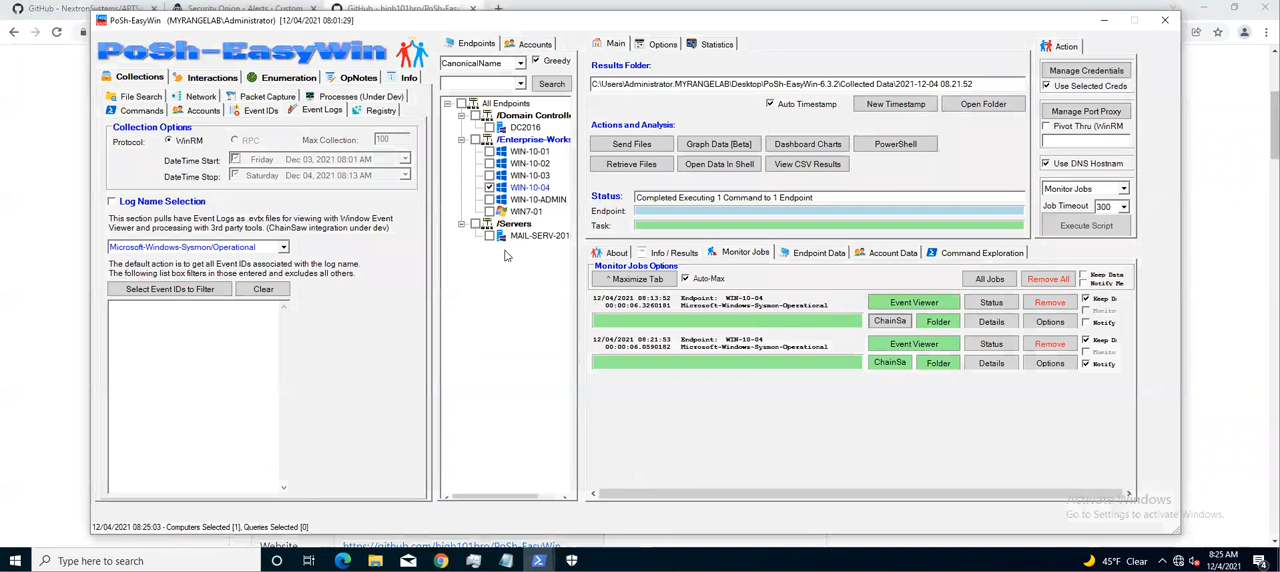 GitHub - NextronSystems/APTS
Security Onion - Alerts - Custom
GitHub - high101bro/PoSh-Ec
PoSh-EasyWin (MYRANGELAB\Administrator) [12/04/2021 08:01:29]
PoSh-EasyWin
Collections
Interactions
Enumeration
OpNotes
Info
File Search
Network
Packet Capture
Processes (Under Dev)
Commands
Accounts
Event IDs
Event Logs
Registry
Collection Options
Protocol:
WinRM
RPC
Max Collection:
100
DateTime Start:
Friday Dec 03, 2021 08:01 AM
DateTime Stop:
Saturday Dec 04, 2021 08:13 AM
Log Name Selection
This section pulls have Event Logs as .evtx files for viewing with Window Event
Viewer and processing with 3rd party tools. (ChainSaw integration under dev)
Microsoft-Windows-Sysmon/Operational
The default action is to get all Event IDs associated with the log name.
The following list box filters in those entered and excludes all others.
Select Event IDs to Filter
Clear
12/04/2021 08:25:03 - Computers Selected [1], Queries Selected [0]
Endpoints
Accounts
CanonicalName
Greedy
Search
All Endpoints
/Domain Controlle
DC2016
/Enterprise-Works
WIN-10-01
WIN-10-02
WIN-10-03
WIN-10-04
WIN-10-ADMIN
WIN7-01
/Servers
MAIL-SERV-201
Main
Options
Statistics
Results Folder:
C:\Users\Administrator.MYRANGELAB\Desktop\PoSh-EasyWin-6.3.2\Collected Data\2021-12-04 08.21.52
Auto Timestamp
New Timestamp
Open Folder
Actions and Analysis:
Send Files
Graph Data [Beta]
Dashboard Charts
PowerShell
Retrieve Files
Open Data In Shell
View CSV Results
Status:
Completed Executing 1 Command to 1 Endpoint
Endpoint:
Task:
Action
Manage Credentials
Use Selected Creds
Manage Port Proxy
Pivot Thru (WinRM
Use DNS Hostnam
Monitor Jobs
Job Timeout
300
Execute Script
About
Info / Results
Monitor Jobs
Endpoint Data
Account Data
Command Exploration
Monitor Jobs Options
^ Maximize Tab
Auto-Max
All Jobs
Remove All
Keep Data
Notify Me
12/04/2021 08:13:52 Endpoint: WIN-10-04
00:00:06.3260181 Microsoft-Windows-Sysmon-Operational
Event Viewer
Status
Remove
Keep D
Monito
ChainSa
Folder
Details
Options
Notify
12/04/2021 08:21:53 Endpoint: WIN-10-04
00:00:06.0590182 Microsoft-Windows-Sysmon-Operational
Event Viewer
Status
Remove
Keep D
Monito
ChainSa
Folder
Details
Options
Notify
Activate Windows
Go to Settings to activate Windows.
Website
https://github.com/high101bro/PoSh-EasyWin
Type here to search
45°F Clear
8:25 AM
12/4/2021
4